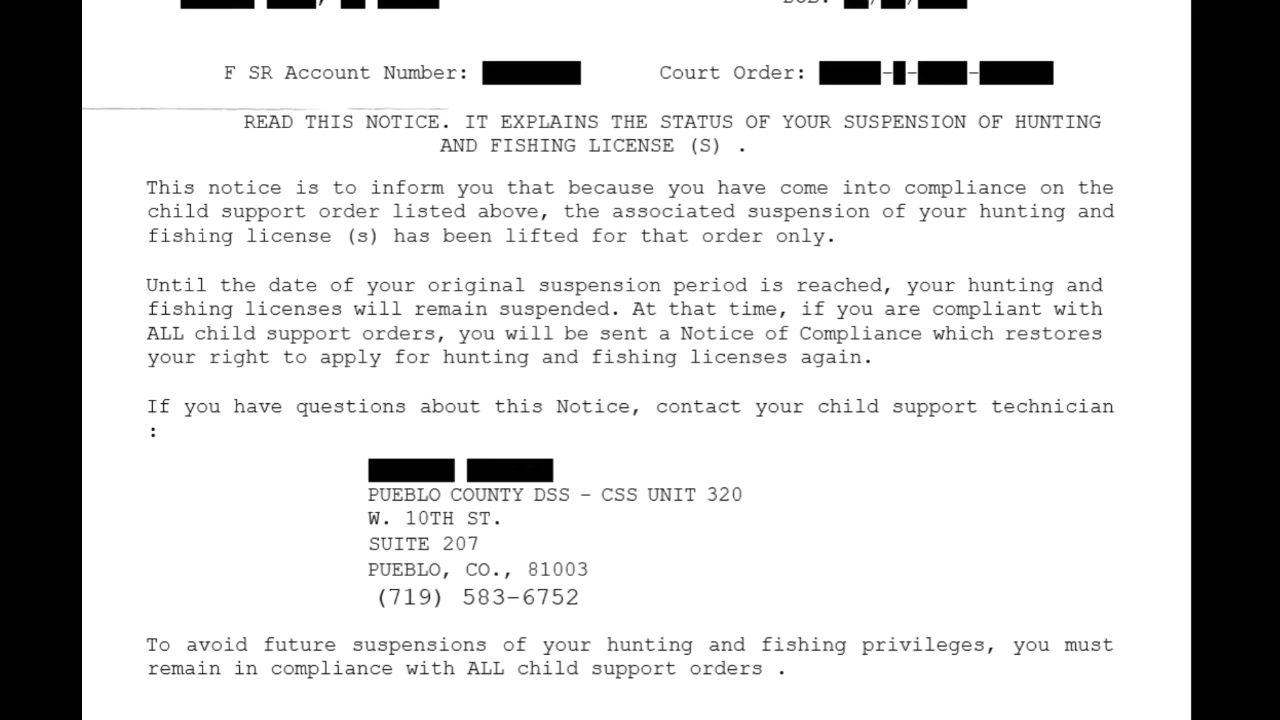 F SR Account Number:
Court Order: - - -
READ THIS NOTICE. IT EXPLAINS THE STATUS OF YOUR SUSPENSION OF HUNTING
AND FISHING LICENSE (S) .
This notice is to inform you that because you have come into compliance on the
child support order listed above, the associated suspension of your hunting and
fishing license (s) has been lifted for that order only.
Until the date of your original suspension period is reached, your hunting and
fishing licenses will remain suspended. At that time, if you are compliant with
ALL child support orders, you will be sent a Notice of Compliance which restores
your right to apply for hunting and fishing licenses again.
If you have questions about this Notice, contact your child support technician
:
PUEBLO COUNTY DSS – CSS UNIT 320
W. 10TH ST.
SUITE 207
PUEBLO, CO., 81003
(719) 583–6752
To avoid future suspensions of your hunting and fishing privileges, you must
remain in compliance with ALL child support orders .